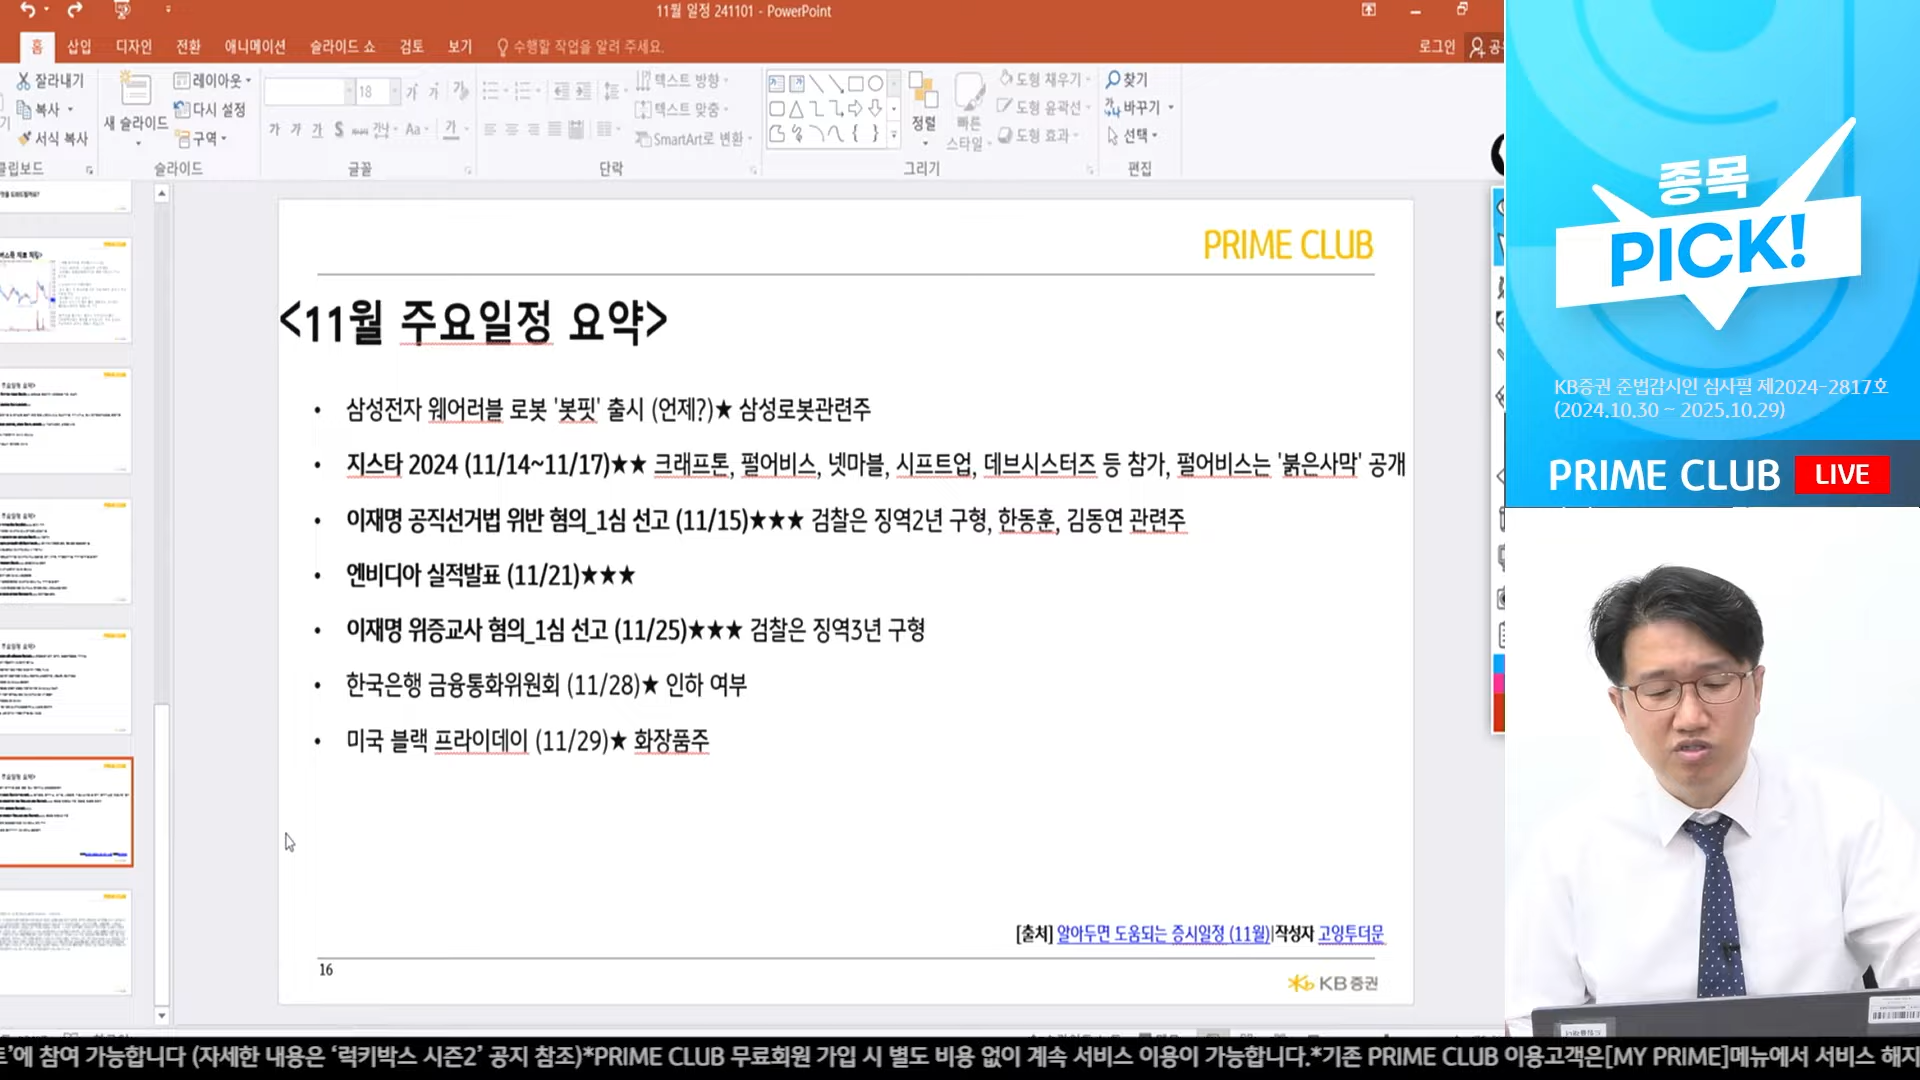 11월 일정 241101 - PowerPoint
홈 삽입 디자인 전환 애니메이션 슬라이드 쇼 검토 보기 수행할 작업을 알려 주세요.
로그인
잘라내기
복사
서식 복사
새 슬라이드
레이아웃
다시 설정
구역
슬라이드
18
글꼴
텍스트 방향
텍스트 맞춤
SmartArt로 변환
단락
정렬
빠른 스타일
도형 채우기
도형 윤곽선
도형 효과
그리기
찾기
바꾸기
선택
편집
PRIME CLUB
<11월 주요일정 요약>
• 삼성전자 웨어러블 로봇 '봇핏' 출시 (언제?)★ 삼성로봇관련주
• 지스타 2024 (11/14~11/17)★★ 크래프톤, 펄어비스, 넷마블, 시프트업, 데브시스터즈 등 참가, 펄어비스는 '붉은사막' 공개
• 이재명 공직선거법 위반 혐의_1심 선고 (11/15)★★★ 검찰은 징역2년 구형, 한동훈, 김동연 관련주
• 엔비디아 실적발표 (11/21)★★★
• 이재명 위증교사 혐의_1심 선고 (11/25)★★★ 검찰은 징역3년 구형
• 한국은행 금융통화위원회 (11/28)★ 인하 여부
• 미국 블랙 프라이데이 (11/29)★ 화장품주
[출처] 알아두면 도움되는 증시일정 (11월)|작성자 고잉투더문
16
KB증권
종목
PICK!
KB증권 준법감시인 심사필 제2024-2817호
(2024.10.30 ~ 2025.10.29)
PRIME CLUB LIVE
트'에 참여 가능합니다 (자세한 내용은 '럭키박스 시즌2' 공지 참조)*PRIME CLUB 무료회원 가입 시 별도 비용 없이 계속 서비스 이용이 가능합니다.*기존 PRIME CLUB 이용고객은[MY PRIME]메뉴에서 서비스 해지